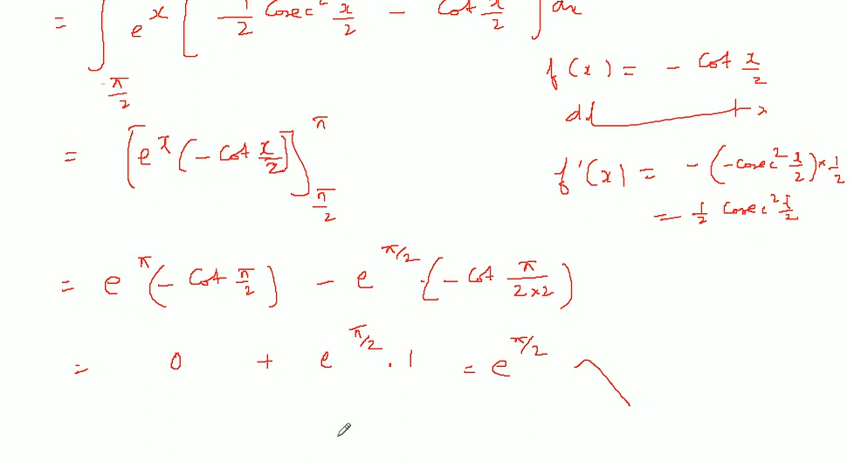 = ∫_{π/2} e^x [ 1/2 Cosec² x/2 - Cot x/2 ] dx
f(x) = - Cot x/2
= [e^x (- Cot x/2)]_{π/2}^{π}
f'(x) = - (-Cosec² x/2) × 1/2
= 1/2 Cosec² x/2
= e^π (- Cot π/2) - e^{π/2} · (- Cot π/(2×2))
= 0 + e^{π/2} . 1 = e^{π/2}